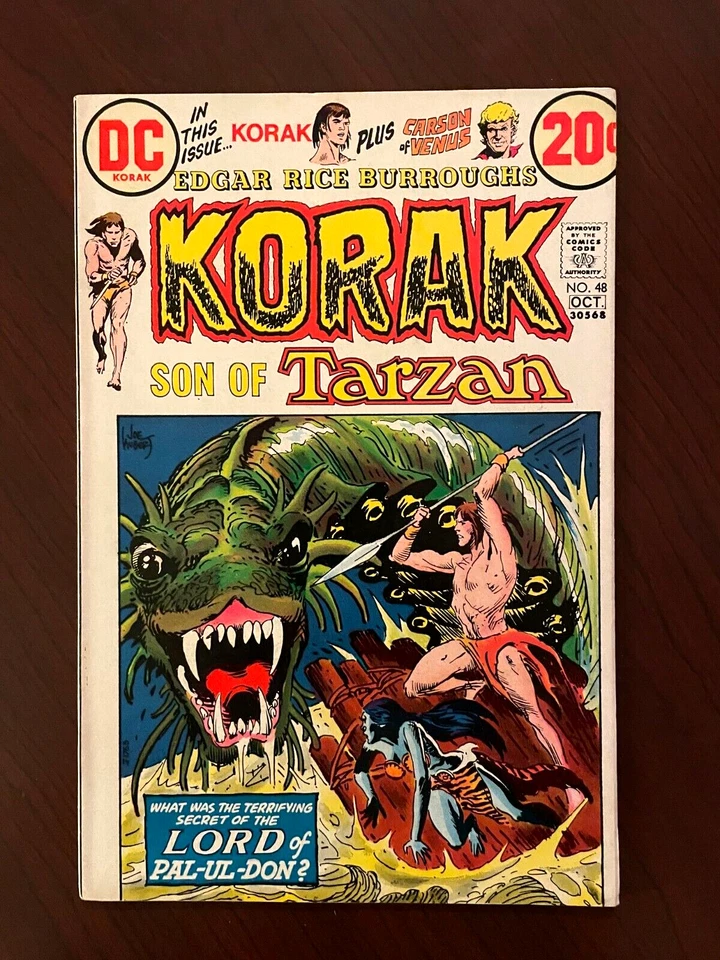 IN
THIS
ISSUE... KORAK PLUS CARSON
of VENUS
DC
KORAK
20¢
EDGAR RICE BURROUGHS
KORAK
APPROVED
BY THE
COMICS
CODE
AUTHORITY
NO. 48
OCT.
30568
SON OF Tarzan
JOE
KUBERT
WHAT WAS THE TERRIFYING
SECRET OF THE
LORD of
PAL-UL-DON?